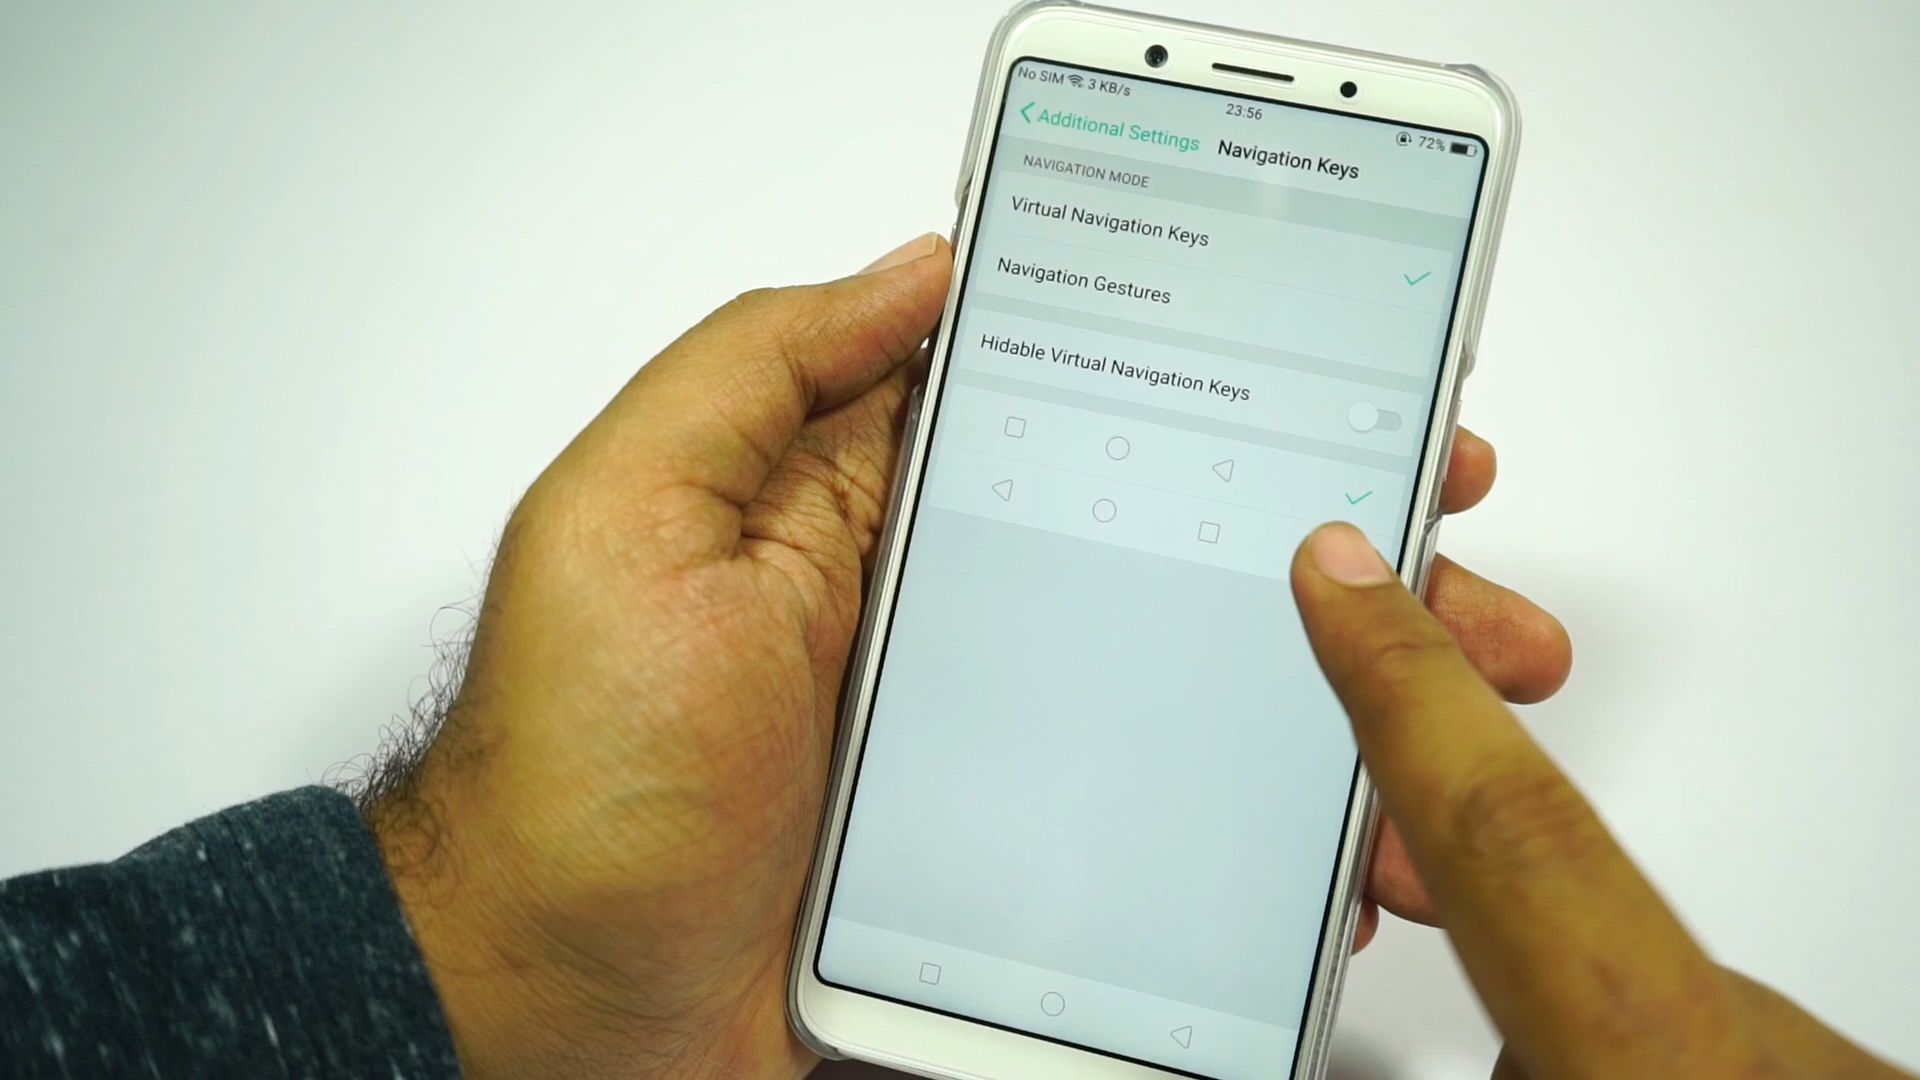 No SIM 3 KB/s
23:56
72%
Additional Settings
Navigation Keys
NAVIGATION MODE
Virtual Navigation Keys
Navigation Gestures
Hidable Virtual Navigation Keys